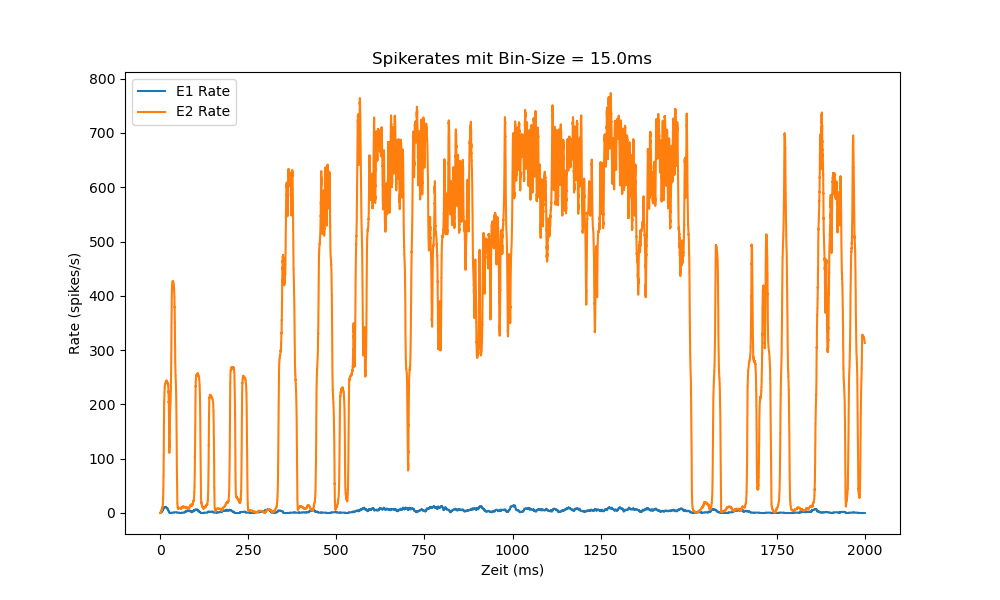 Spikerates mit Bin-Size = 15.0ms
E1 Rate
E2 Rate
800
700
600
500
400
300
200
100
0
Rate (spikes/s)
0 250 500 750 1000 1250 1500 1750 2000
Zeit (ms)